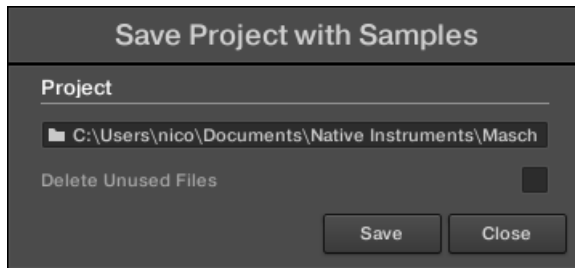 Save Project with Samples
Project
C:\Users\nico\Documents\Native Instruments\Masch
Delete Unused Files
Save Close